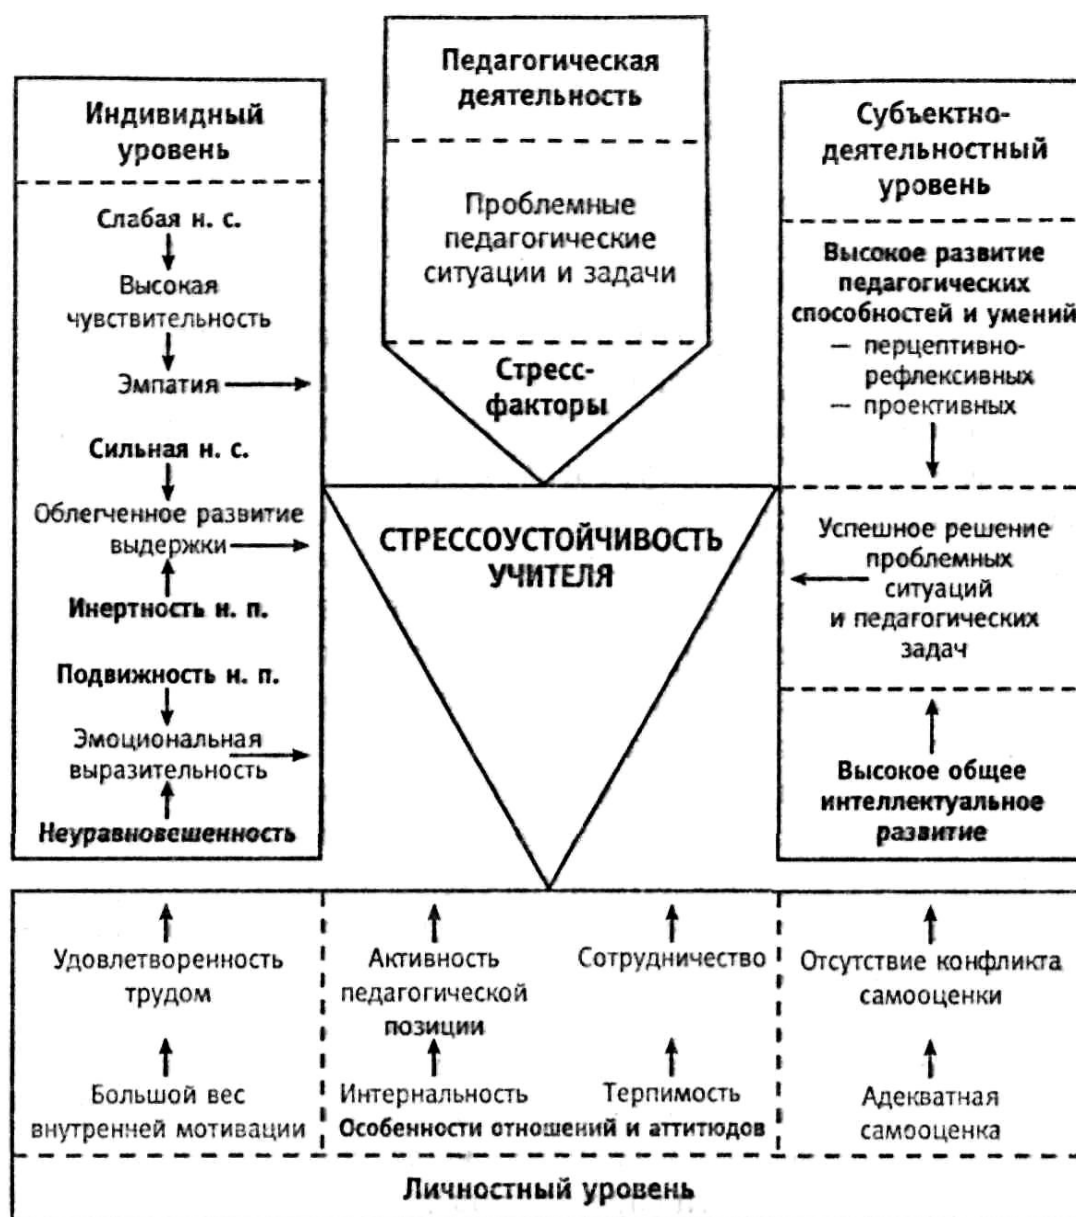 Педагогическая
деятельность
Проблемные
педагогические
ситуации и задачи
Стресс-
факторы
Индивидный
уровень
Слабая н. с.
Высокая
чувствительность
Эмпатия
Сильная н. с.
Облегченное развитие
выдержки
Инертность н. п.
Подвижность н. п.
Эмоциональная
выразительность
Неуравновешенность
СТРЕССОУСТОЙЧИВОСТЬ
УЧИТЕЛЯ
Субъектно-
деятельностный
уровень
Высокое развитие
педагогических
способностей и умений
— перцептивно-
рефлексивных
— проективных
Успешное решение
проблемных
ситуаций
и педагогических
задач
Высокое общее
интеллектуальное
развитие
Удовлетворенность
трудом
Большой вес
внутренней мотивации
Активность
педагогической
позиции
Интернальность
Сотрудничество
Терпимость
Особенности отношений и аттитюдов
Отсутствие конфликта
самооценки
Адекватная
самооценка
Личностный уровень